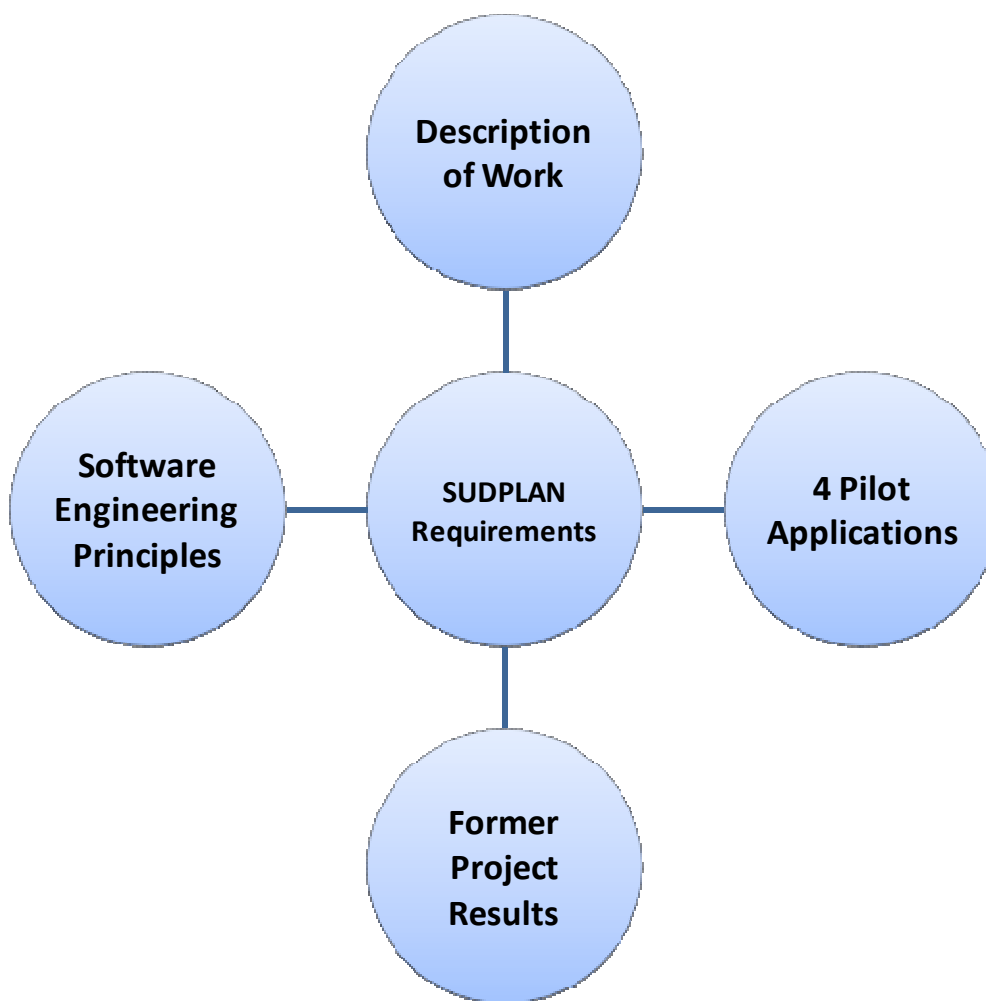 Description
of Work
Software
Engineering
Principles
SUDPLAN
Requirements
4 Pilot
Applications
Former
Project
Results